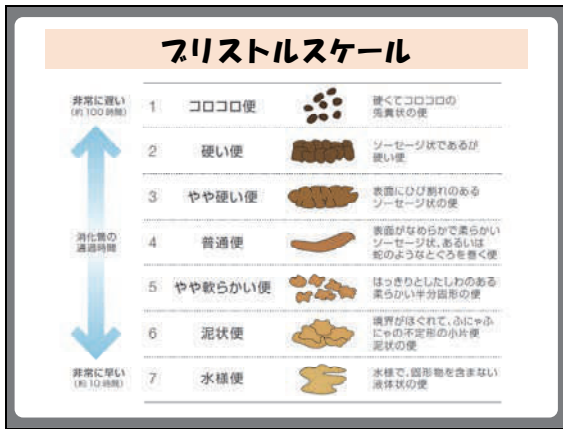 ブリストルスケール
非常に遅い
(約100時間)
消化管の
通過時間
非常に早い
(約10時間)
1 コロコロ便
硬くてコロコロの
兎糞状の便
2 硬い便
ソーセージ状であるが
硬い便
3 やや硬い便
表面にひび割れのある
ソーセージ状の便
4 普通便
表面がなめらかで柔らかい
ソーセージ状、あるいは
蛇のようなとぐろを巻く便
5 やや軟らかい便
はっきりとしたしわのある
柔らかい半分固形の便
6 泥状便
境界がほぐれて、ふにゃふ
にゃの不定形の小片便
泥状の便
7 水様便
水様で、固形物を含まない
液体状の便